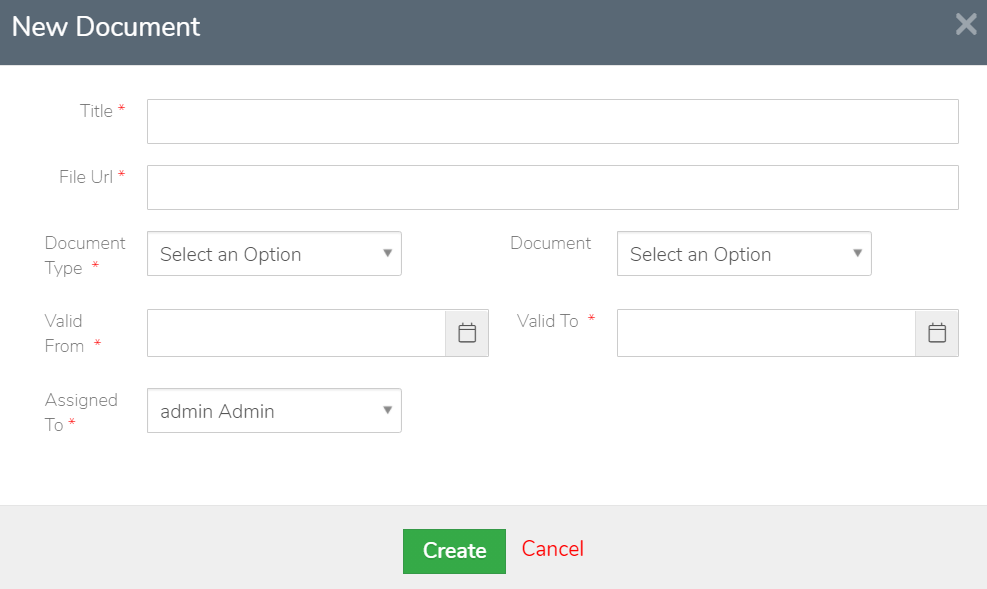 New Document
Title *
File Url *
Document
Type *
Select an Option
Document
Select an Option
Valid
From *
Valid To *
Assigned
To *
admin Admin
Create
Cancel